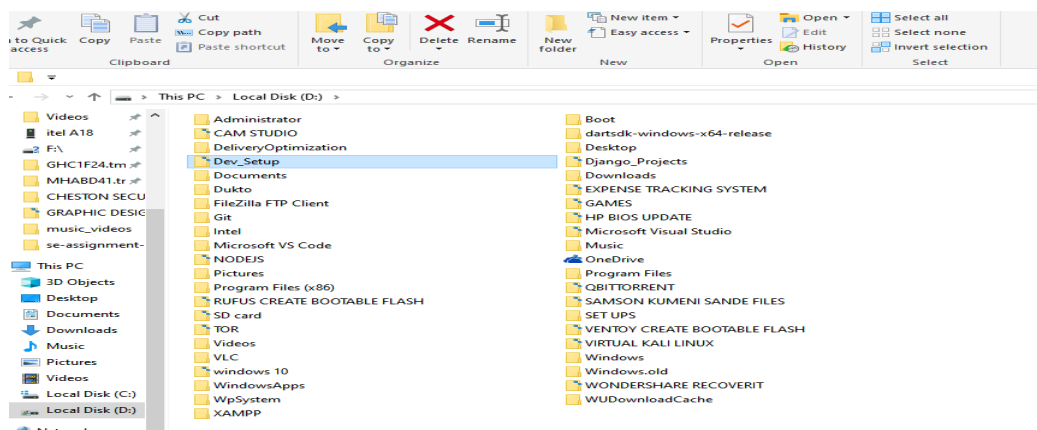 Cut
New item
Open
Select all
Copy path
Easy access
Edit
Select none
to Quick
access
Copy
Paste
Paste shortcut
Move
to
Copy
to
Delete
Rename
New
folder
Properties
History
Invert selection
Clipboard
Organize
New
Open
Select
This PC > Local Disk (D:) >
Videos
itel A18
F:\
GHC1F24.tm
MHABD41.tr
CHESTON SECU
GRAPHIC DESIG
music_videos
se-assignment-
This PC
3D Objects
Desktop
Documents
Downloads
Music
Pictures
Videos
Local Disk (C:)
Local Disk (D:)
Administrator
CAM STUDIO
DeliveryOptimization
Dev_Setup
Documents
Dukto
FileZilla FTP Client
Git
Intel
Microsoft VS Code
NODEJS
Pictures
Program Files (x86)
RUFUS CREATE BOOTABLE FLASH
SD card
TOR
Videos
VLC
windows 10
WindowsApps
WpSystem
XAMPP
Boot
dartsdk-windows-x64-release
Desktop
Django_Projects
Downloads
EXPENSE TRACKING SYSTEM
GAMES
HP BIOS UPDATE
Microsoft Visual Studio
Music
OneDrive
Program Files
QBITTORRENT
SAMSON KUMENI SANDE FILES
SET UPS
VENTOY CREATE BOOTABLE FLASH
VIRTUAL KALI LINUX
Windows
Windows.old
WONDERSHARE RECOVERIT
WUDownloadCache